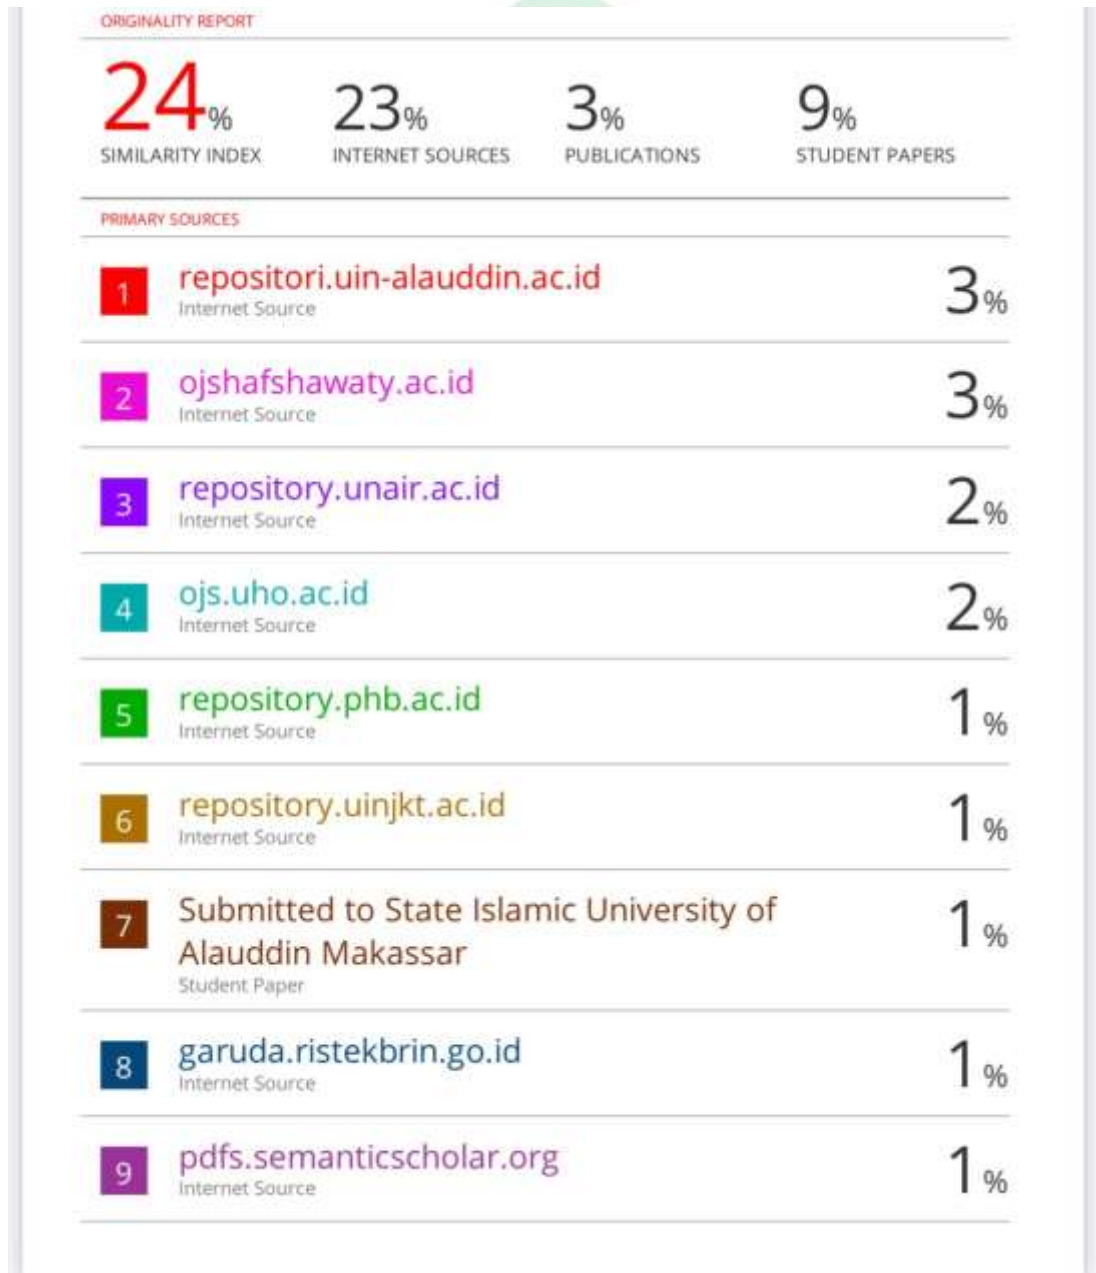 ORIGINALITY REPORT
24% 23% 3% 9%
SIMILARITY INDEX INTERNET SOURCES PUBLICATIONS STUDENT PAPERS
PRIMARY SOURCES
1 repositori.uin-alauddin.ac.id 3%
Internet Source
2 ojshafshawaty.ac.id 3%
Internet Source
3 repository.unair.ac.id 2%
Internet Source
4 ojs.uho.ac.id 2%
Internet Source
5 repository.phb.ac.id 1%
Internet Source
6 repository.uinjkt.ac.id 1%
Internet Source
7 Submitted to State Islamic University of 1%
Alauddin Makassar
Student Paper
8 garuda.ristekbrin.go.id 1%
Internet Source
9 pdfs.semanticscholar.org 1%
Internet Source